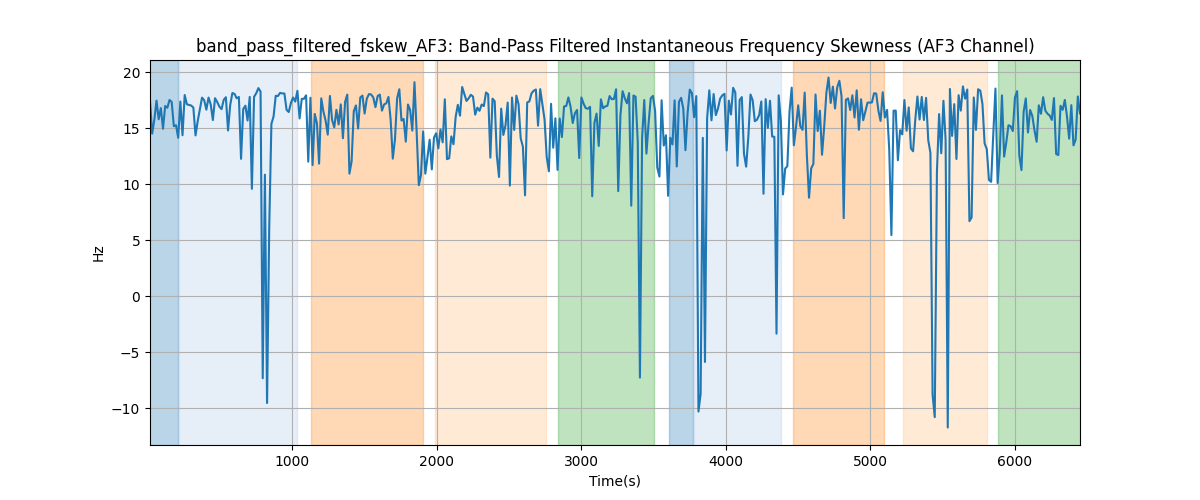 band_pass_filtered_fskew_AF3: Band-Pass Filtered Instantaneous Frequency Skewness (AF3 Channel)
20
15
10
5
0
−5
−10
Hz
1000 2000 3000 4000 5000 6000
Time(s)